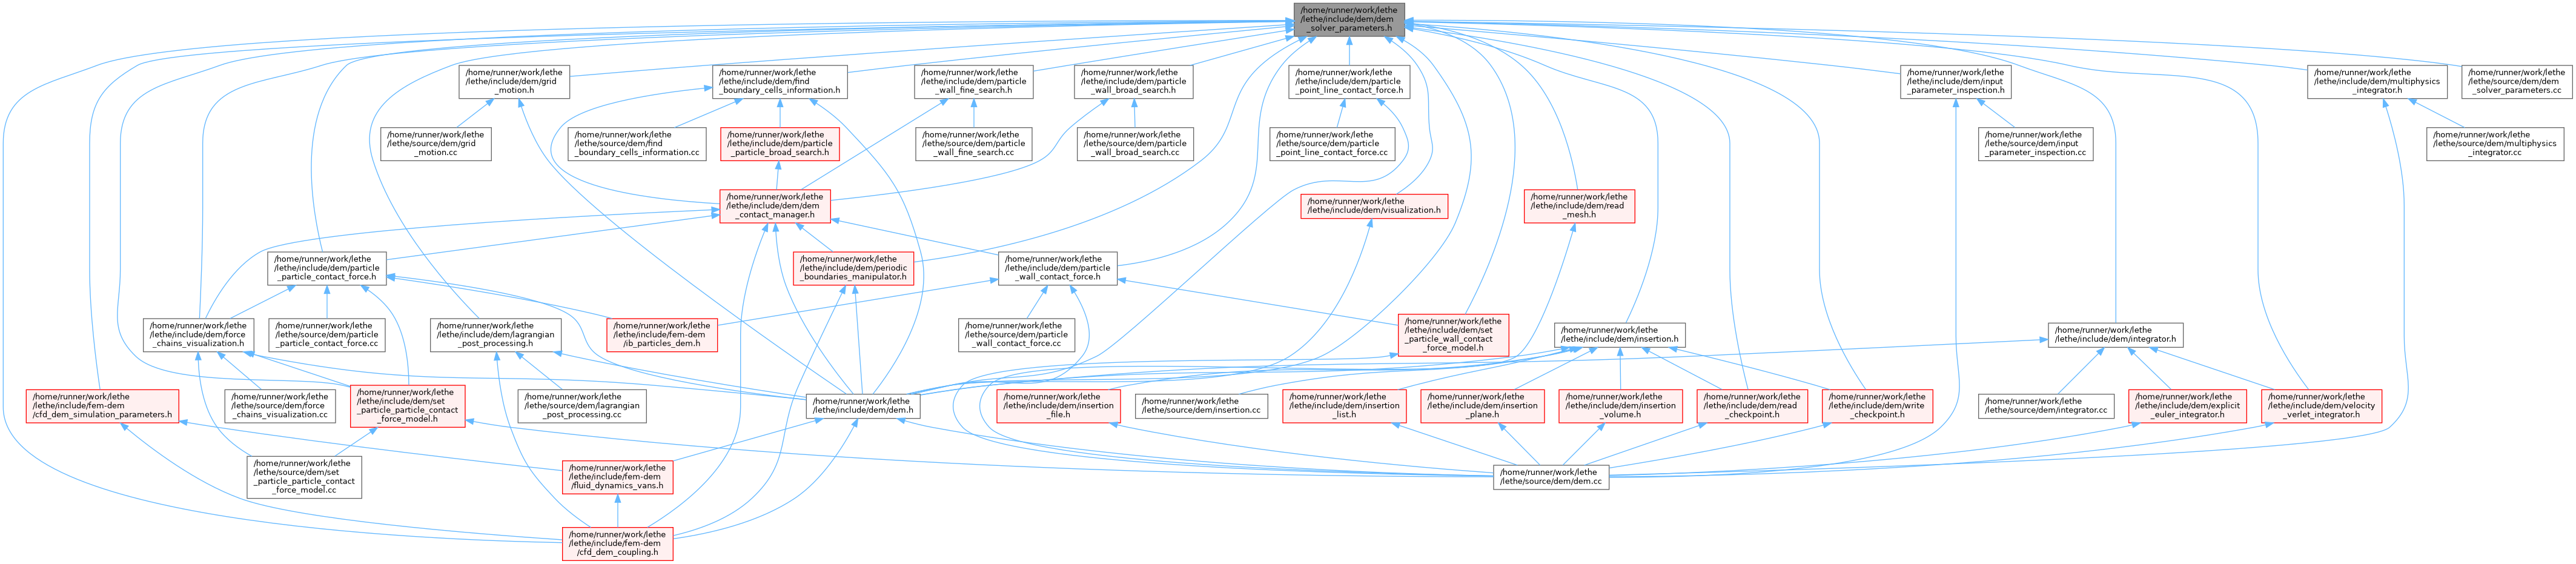 /home/runner/work/lethe
/lethe/include/dem/dem
_solver_parameters.h
/home/runner/work/lethe
/lethe/include/dem/grid
_motion.h
/home/runner/work/lethe
/lethe/include/dem/find
_boundary_cells_information.h
/home/runner/work/lethe
/lethe/include/dem/particle
_wall_fine_search.h
/home/runner/work/lethe
/lethe/include/dem/particle
_wall_broad_search.h
/home/runner/work/lethe
/lethe/include/dem/particle
_point_line_contact_force.h
/home/runner/work/lethe
/lethe/include/dem/input
_parameter_inspection.h
/home/runner/work/lethe
/lethe/include/dem/multiphysics
_integrator.h
/home/runner/work/lethe
/lethe/source/dem/dem
_solver_parameters.cc
/home/runner/work/lethe
/lethe/source/dem/grid
_motion.cc
/home/runner/work/lethe
/lethe/source/dem/find
_boundary_cells_information.cc
/home/runner/work/lethe
/lethe/include/dem/particle
_particle_broad_search.h
/home/runner/work/lethe
/lethe/source/dem/particle
_wall_fine_search.cc
/home/runner/work/lethe
/lethe/source/dem/particle
_wall_broad_search.cc
/home/runner/work/lethe
/lethe/source/dem/particle
_point_line_contact_force.cc
/home/runner/work/lethe
/lethe/source/dem/input
_parameter_inspection.cc
/home/runner/work/lethe
/lethe/source/dem/multiphysics
_integrator.cc
/home/runner/work/lethe
/lethe/include/dem/dem
_contact_manager.h
/home/runner/work/lethe
/lethe/include/dem/visualization.h
/home/runner/work/lethe
/lethe/include/dem/read
_mesh.h
/home/runner/work/lethe
/lethe/include/dem/particle
_particle_contact_force.h
/home/runner/work/lethe
/lethe/include/dem/periodic
_boundaries_manipulator.h
/home/runner/work/lethe
/lethe/include/dem/particle
_wall_contact_force.h
/home/runner/work/lethe
/lethe/include/dem/force
_chains_visualization.h
/home/runner/work/lethe
/lethe/source/dem/particle
_particle_contact_force.cc
/home/runner/work/lethe
/lethe/include/dem/lagrangian
_post_processing.h
/home/runner/work/lethe
/lethe/include/fem-dem
/ib_particles_dem.h
/home/runner/work/lethe
/lethe/source/dem/particle
_wall_contact_force.cc
/home/runner/work/lethe
/lethe/include/dem/set
_particle_wall_contact
_force_model.h
/home/runner/work/lethe
/lethe/include/dem/insertion.h
/home/runner/work/lethe
/lethe/include/dem/integrator.h
/home/runner/work/lethe
/lethe/include/fem-dem
/cfd_dem_simulation_parameters.h
/home/runner/work/lethe
/lethe/source/dem/force
_chains_visualization.cc
/home/runner/work/lethe
/lethe/include/dem/set
_particle_particle_contact
_force_model.h
/home/runner/work/lethe
/lethe/source/dem/lagrangian
_post_processing.cc
/home/runner/work/lethe
/lethe/include/dem/dem.h
/home/runner/work/lethe
/lethe/include/dem/insertion
_file.h
/home/runner/work/lethe
/lethe/source/dem/insertion.cc
/home/runner/work/lethe
/lethe/include/dem/insertion
_list.h
/home/runner/work/lethe
/lethe/include/dem/insertion
_plane.h
/home/runner/work/lethe
/lethe/include/dem/insertion
_volume.h
/home/runner/work/lethe
/lethe/include/dem/read
_checkpoint.h
/home/runner/work/lethe
/lethe/include/dem/write
_checkpoint.h
/home/runner/work/lethe
/lethe/source/dem/integrator.cc
/home/runner/work/lethe
/lethe/include/dem/explicit
_euler_integrator.h
/home/runner/work/lethe
/lethe/include/dem/velocity
_verlet_integrator.h
/home/runner/work/lethe
/lethe/source/dem/set
_particle_particle_contact
_force_model.cc
/home/runner/work/lethe
/lethe/include/fem-dem
/fluid_dynamics_vans.h
/home/runner/work/lethe
/lethe/source/dem/dem.cc
/home/runner/work/lethe
/lethe/include/fem-dem
/cfd_dem_coupling.h